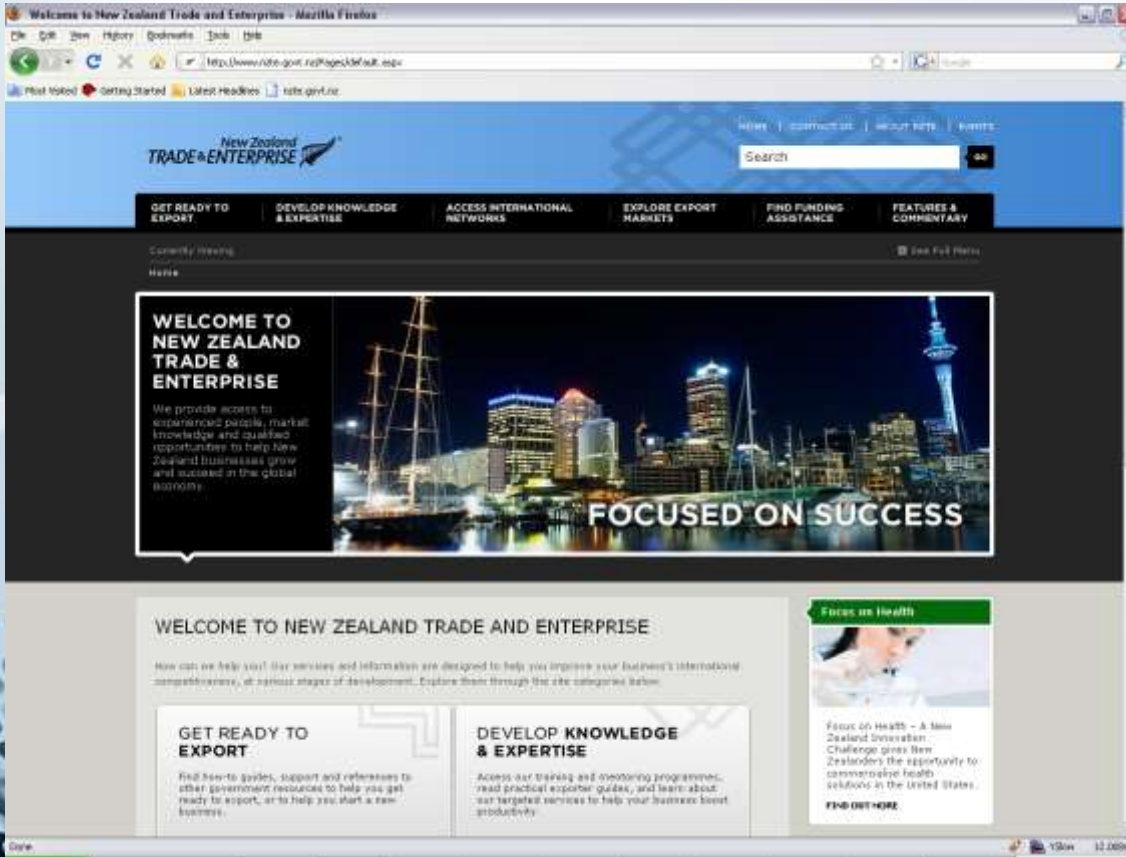 Welcome to New Zealand Trade and Enterprise - Mozilla Firefox
File Edit View History Bookmarks Tools Help
http://www.nzte.govt.nz/Pages/default.aspx
Google
Most Visited Getting Started Latest Headlines nzte.govt.nz
HOME | CONTACT US | ABOUT NZTE | EVENTS
New Zealand
TRADE & ENTERPRISE
Search
GO
GET READY TO
EXPORT
DEVELOP KNOWLEDGE
& EXPERTISE
ACCESS INTERNATIONAL
NETWORKS
EXPLORE EXPORT
MARKETS
FIND FUNDING
ASSISTANCE
FEATURES &
COMMENTARY
Currently Viewing
See Full Menu
Home
WELCOME TO
NEW ZEALAND
TRADE &
ENTERPRISE
We provide access to
experienced people, market
knowledge and qualified
opportunities to help New
Zealand businesses grow
and succeed in the global
economy.
FOCUSED ON SUCCESS
WELCOME TO NEW ZEALAND TRADE AND ENTERPRISE
How can we help you? Our services and information are designed to help you improve your business's international
competitiveness, at various stages of development. Explore them through the site categories below.
GET READY TO
EXPORT
Find how-to guides, support and references to
other government resources to help you get
ready to export, or to help you start a new
business.
DEVELOP KNOWLEDGE
& EXPERTISE
Access our training and mentoring programmes,
read practical exporter guides, and learn about
our targeted services to help your business boost
productivity.
Focus on Health
Focus on Health – A New
Zealand Innovation
Challenge gives New
Zealanders the opportunity to
commercialise health
solutions in the United States.
FIND OUT MORE
Done
YSlow